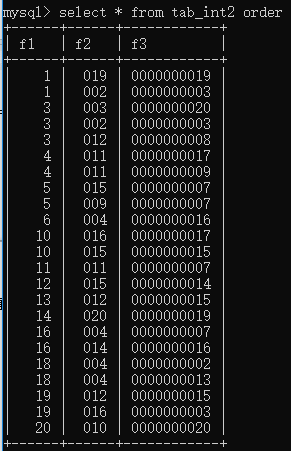 mysql> select * from tab_int2 order
+------+------+------------+
| f1 | f2 | f3 |
+------+------+------------+
| 1 | 019 | 0000000019 |
| 1 | 002 | 0000000003 |
| 3 | 003 | 0000000020 |
| 3 | 002 | 0000000003 |
| 3 | 012 | 0000000008 |
| 4 | 011 | 0000000017 |
| 4 | 011 | 0000000009 |
| 5 | 015 | 0000000007 |
| 5 | 009 | 0000000007 |
| 6 | 004 | 0000000016 |
| 10 | 016 | 0000000017 |
| 10 | 015 | 0000000015 |
| 11 | 011 | 0000000007 |
| 12 | 015 | 0000000014 |
| 13 | 012 | 0000000015 |
| 14 | 020 | 0000000019 |
| 16 | 004 | 0000000007 |
| 16 | 014 | 0000000016 |
| 18 | 004 | 0000000002 |
| 18 | 004 | 0000000013 |
| 19 | 012 | 0000000015 |
| 19 | 016 | 0000000003 |
| 20 | 010 | 0000000020 |
+------+------+------------+